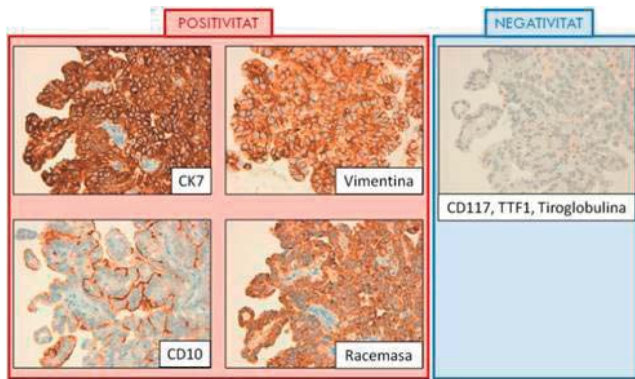 POSITIVITAT
NEGATIVITAT
CK7
Vimentina
CD117, TTF1, Tiroglobulina
CD10
Racemasa